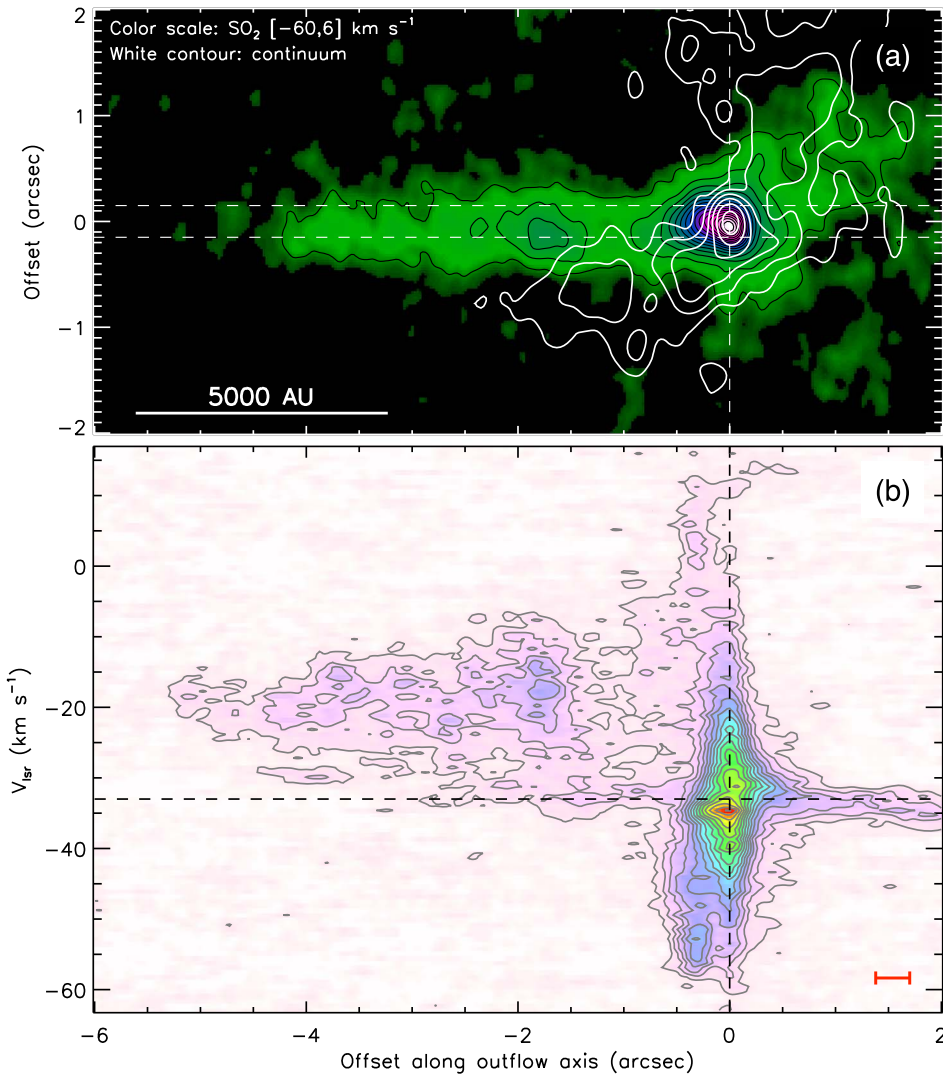 Color scale: SO₂ [−60,6] km s⁻¹
White contour: continuum
(a)
2
1
0
−1
−2
Offset (arcsec)
5000 AU
(b)
0
−20
−40
−60
V_lsr (km s⁻¹)
−6 −4 −2 0 2
Offset along outflow axis (arcsec)